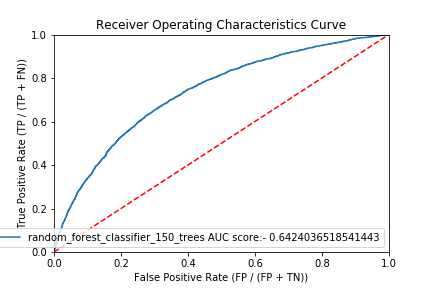 Receiver Operating Characteristics Curve
True Positive Rate (TP / (TP + FN))
1.0
0.8
0.6
0.4
0.2
0.0
random_forest_classifier_150_trees AUC score:- 0.6424036518541443
0.0 0.2 0.4 0.6 0.8 1.0
False Positive Rate (FP / (FP + TN))